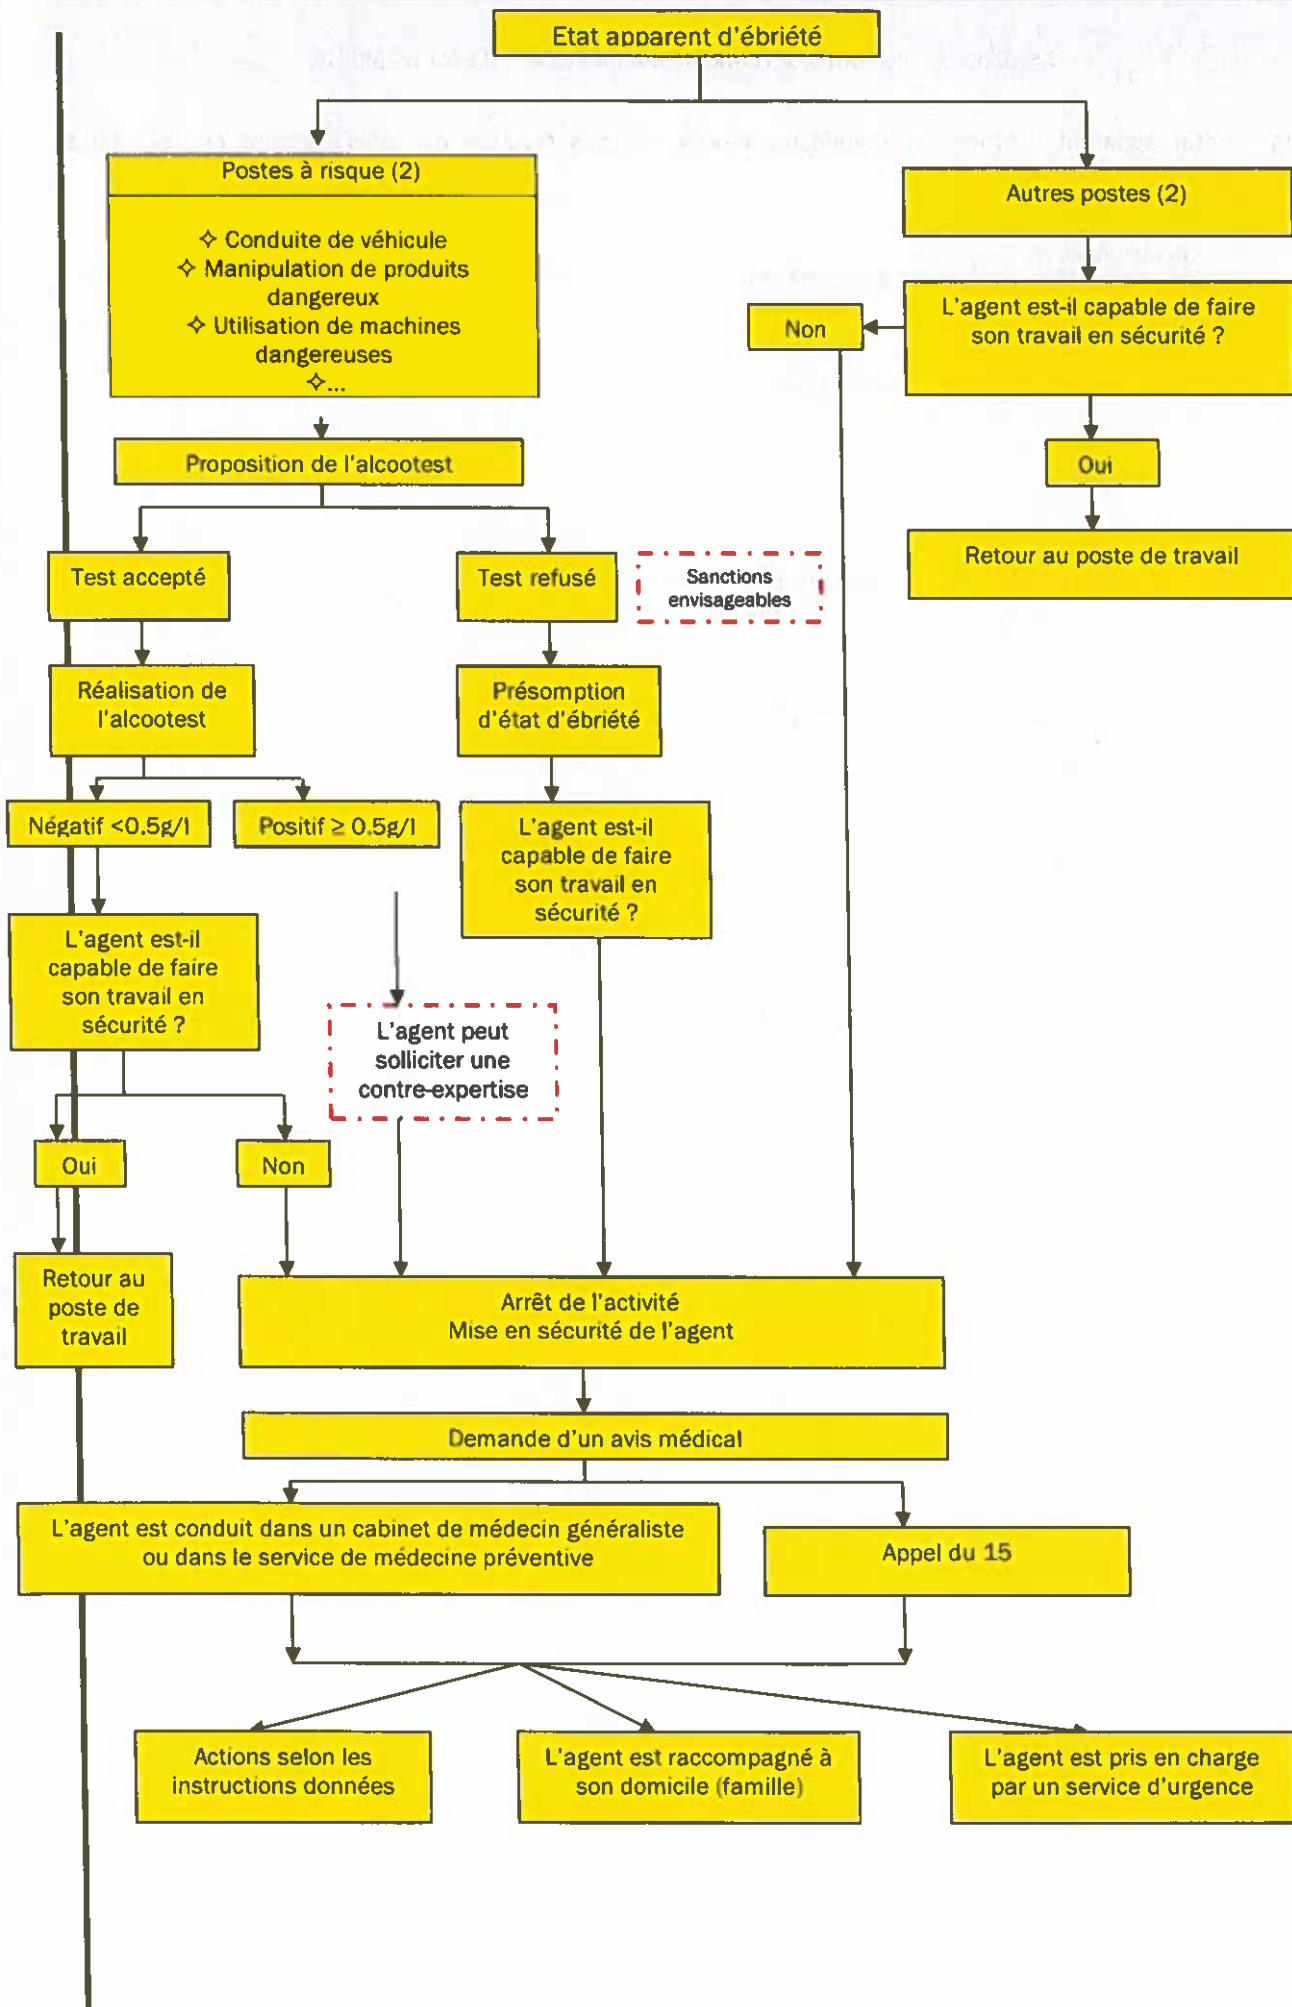 Etat apparent d'ébriété
Postes à risque (2)
✧ Conduite de véhicule
✧ Manipulation de produits
dangereux
✧ Utilisation de machines
dangereuses
✧...
Autres postes (2)
L'agent est-il capable de faire
son travail en sécurité ?
Non
Oui
Retour au poste de travail
Proposition de l'alcootest
Test accepté
Test refusé
Sanctions
envisageables
Réalisation de
l'alcootest
Présomption
d'état d'ébriété
Négatif <0.5g/l
Positif ≥ 0.5g/l
L'agent est-il
capable de faire
son travail en
sécurité ?
L'agent est-il
capable de faire
son travail en
sécurité ?
L'agent peut
solliciter une
contre-expertise
Oui
Non
Retour au
poste de
travail
Arrêt de l'activité
Mise en sécurité de l'agent
Demande d'un avis médical
L'agent est conduit dans un cabinet de médecin généraliste
ou dans le service de médecine préventive
Appel du 15
Actions selon les
instructions données
L'agent est raccompagné à
son domicile (famille)
L'agent est pris en charge
par un service d'urgence